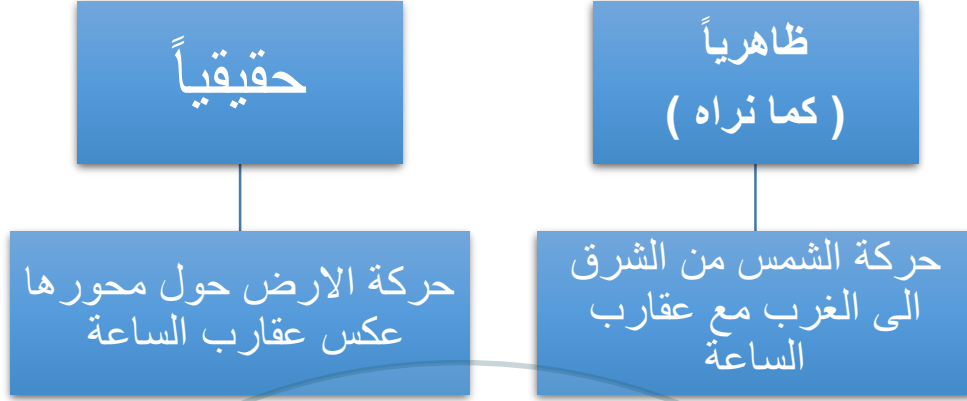 ظاهرياً
( كما نراه )
حركة الشمس من الشرق
الى الغرب مع عقارب
الساعة
حقيقياً
حركة الارض حول محورها
عكس عقارب الساعة